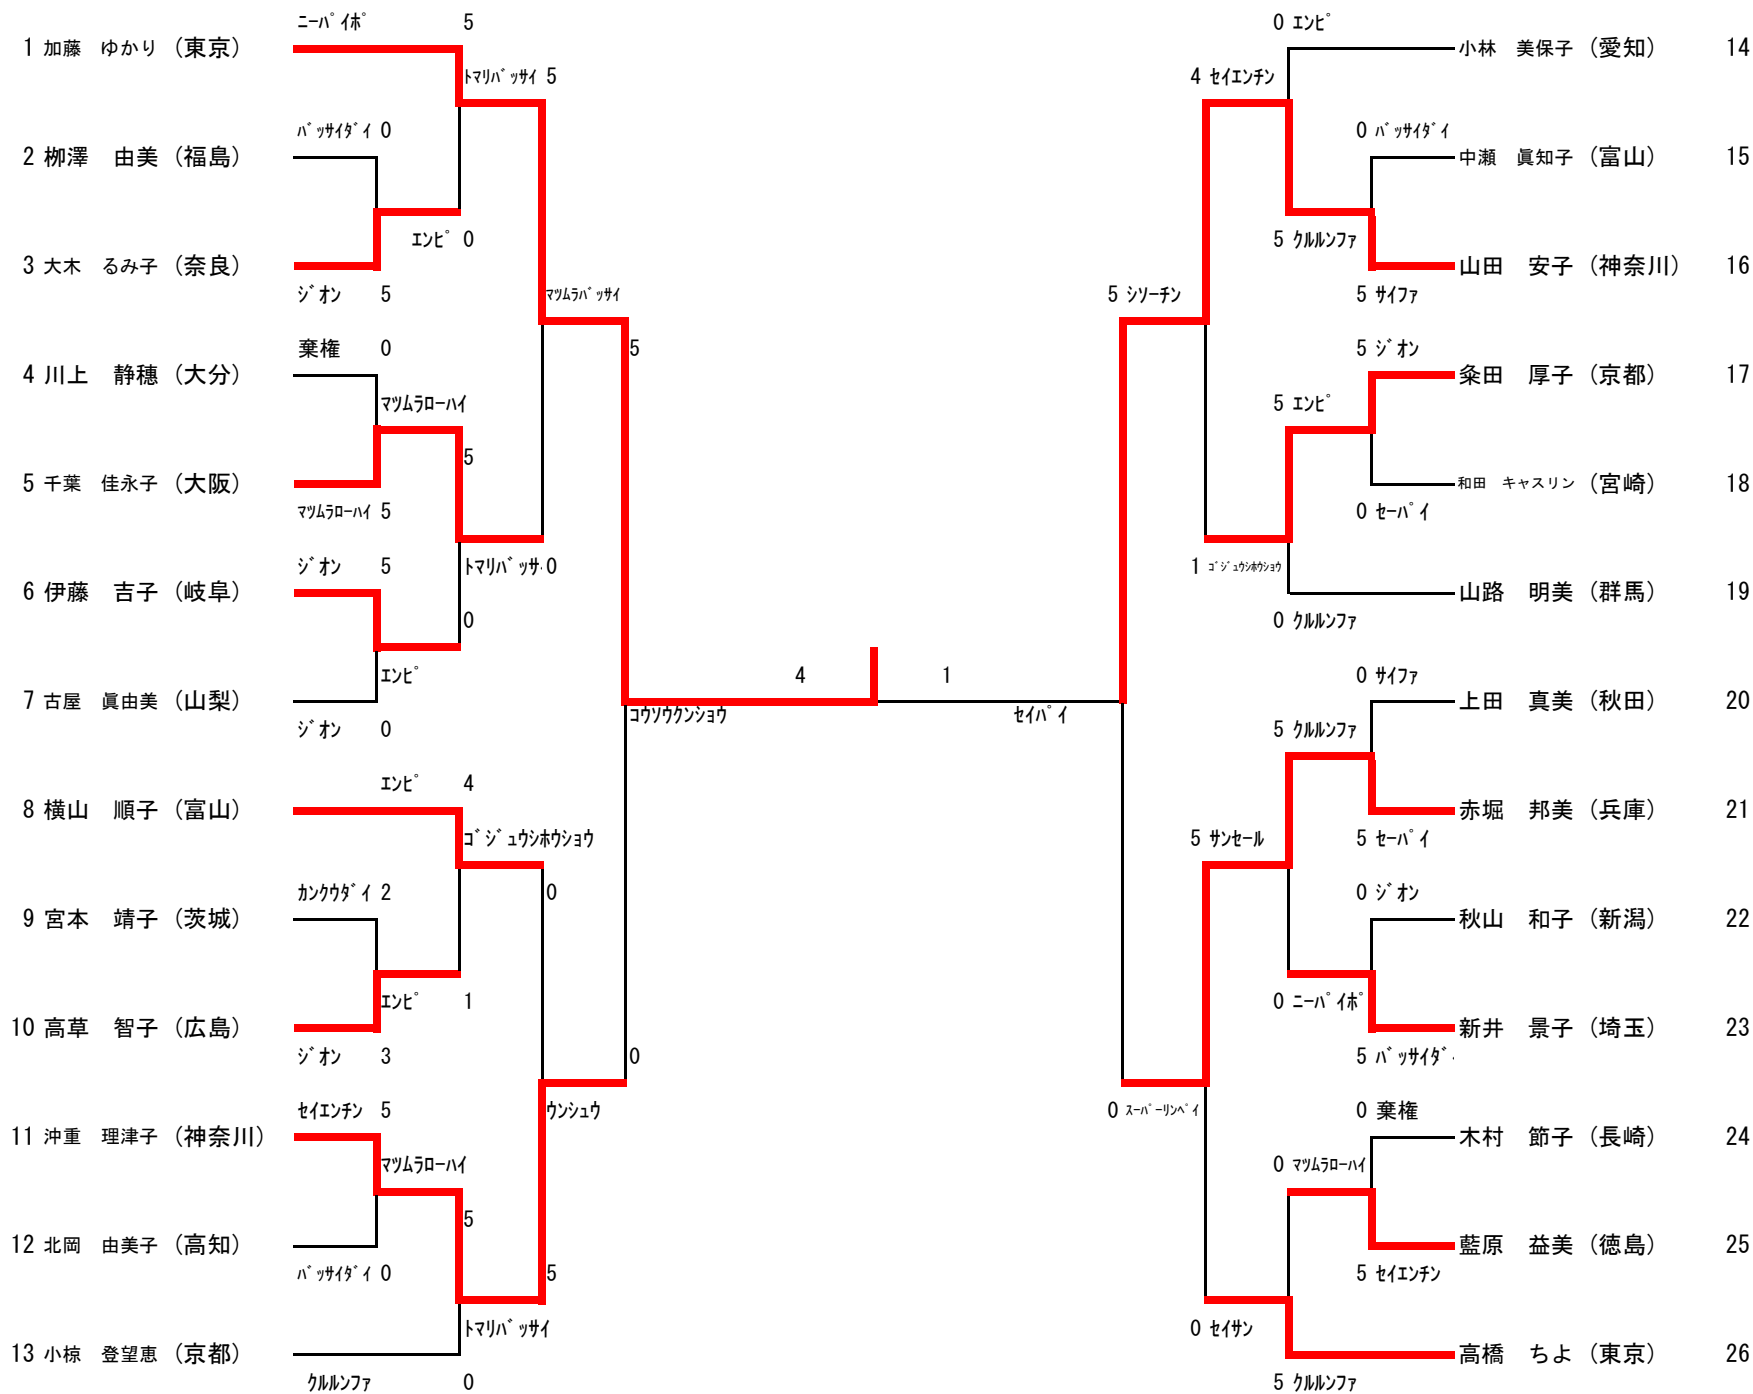 ﾆｰﾊﾟｲﾎﾟ 5
1 加藤 ゆかり (東京)
ﾄﾏﾘﾊﾞｯｻｲ 5
ﾊﾞｯｻｲﾀﾞｲ 0
2 栁澤 由美 (福島)
ｴﾝﾋﾟ 0
3 大木 るみ子 (奈良)
ｼﾞｵﾝ 5
ﾏﾂﾑﾗﾊﾞｯｻｲ
5
棄権 0
4 川上 静穂 (大分)
ﾏﾂﾑﾗﾛｰﾊｲ
5
5 千葉 佳永子 (大阪)
ﾏﾂﾑﾗﾛｰﾊｲ 5
ｼﾞｵﾝ 5
ﾄﾏﾘﾊﾞｯｻ 0
6 伊藤 吉子 (岐阜)
0
ｴﾝﾋﾟ
7 古屋 眞由美 (山梨)
ｼﾞｵﾝ 0
4
ｺｳｿｳｸﾝｼｮｳ
ｴﾝﾋﾟ 4
8 横山 順子 (富山)
ｺﾞｼﾞｭｳｼﾎｳｼｮｳ
0
ｶﾝｸｳﾀﾞｲ 2
9 宮本 靖子 (茨城)
ｴﾝﾋﾟ 1
10 高草 智子 (広島)
ｼﾞｵﾝ 3
0
ｳﾝｼｭｳ
ｾｲｴﾝﾁﾝ 5
11 沖重 理津子 (神奈川)
ﾏﾂﾑﾗﾛｰﾊｲ
5
12 北岡 由美子 (高知)
ﾊﾞｯｻｲﾀﾞｲ 0
5
ﾄﾏﾘﾊﾞｯｻｲ
13 小椋 登望恵 (京都)
ｸﾙﾙﾝﾌｧ 0
0 ｴﾝﾋﾟ
小林 美保子 (愛知) 14
4 ｾｲｴﾝﾁﾝ
0 ﾊﾞｯｻｲﾀﾞｲ
中瀬 眞知子 (富山) 15
5 ｸﾙﾙﾝﾌｧ
山田 安子 (神奈川) 16
5 ｻｲﾌｧ
5 ｼｿｰﾁﾝ
5 ｼﾞｵﾝ
粂田 厚子 (京都) 17
5 ｴﾝﾋﾟ
和田 キャスリン (宮崎) 18
0 ｾｰﾊﾟｲ
1 ｺﾞｼﾞｭｳｼﾎｳｼｮｳ
山路 明美 (群馬) 19
0 ｸﾙﾙﾝﾌｧ
1
ｾｲﾊﾟｲ
0 ｻｲﾌｧ
上田 真美 (秋田) 20
5 ｸﾙﾙﾝﾌｧ
赤堀 邦美 (兵庫) 21
5 ｾｰﾊﾟｲ
5 ｻﾝｾｰﾙ
0 ｼﾞｵﾝ
秋山 和子 (新潟) 22
0 ﾆｰﾊﾟｲﾎﾟ
新井 景子 (埼玉) 23
5 ﾊﾞｯｻｲﾀﾞ
0 ｽｰﾊﾟｰﾘﾝﾍﾟｲ
0 棄権
木村 節子 (長崎) 24
0 ﾏﾂﾑﾗﾛｰﾊｲ
藍原 益美 (徳島) 25
5 ｾｲｴﾝﾁﾝ
0 ｾｲｻﾝ
高橋 ちよ (東京) 26
5 ｸﾙﾙﾝﾌｧ